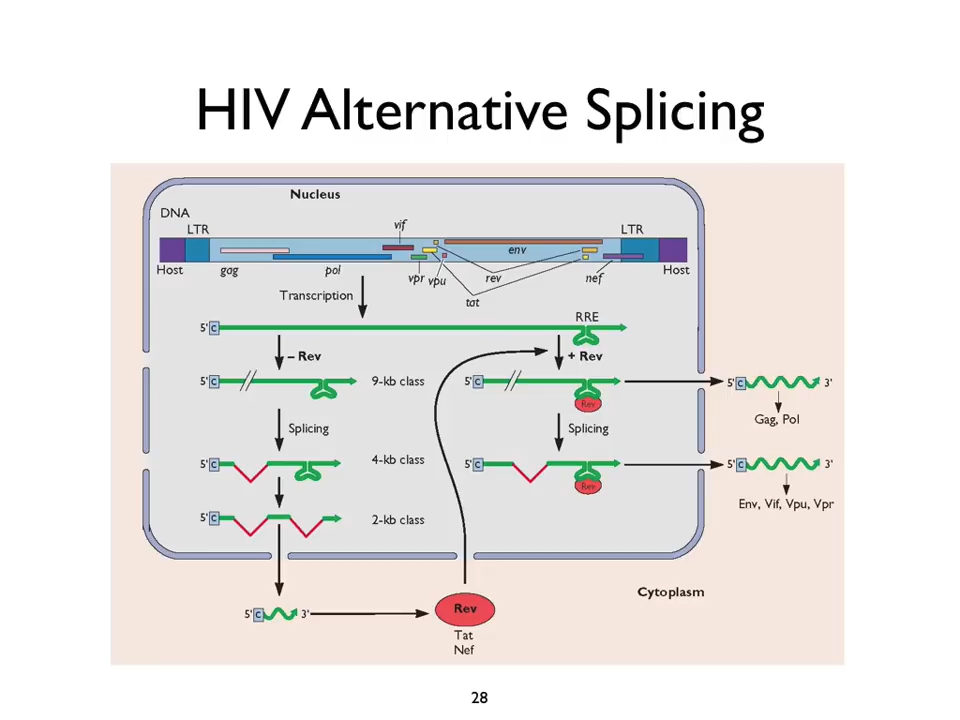 HIV Alternative Splicing
Nucleus
DNA
LTR
vif
LTR
env
Host
gag
pol
vpr
vpu
rev
nef
Host
tat
Transcription
RRE
5' C
– Rev
+ Rev
5' C
9-kb class
5' C
Rev
5' C
3'
Gag, Pol
Splicing
Splicing
5' C
4-kb class
5' C
Rev
5' C
3'
Env, Vif, Vpu, Vpr
5' C
2-kb class
Cytoplasm
5' C
3'
Rev
Tat
Nef
28